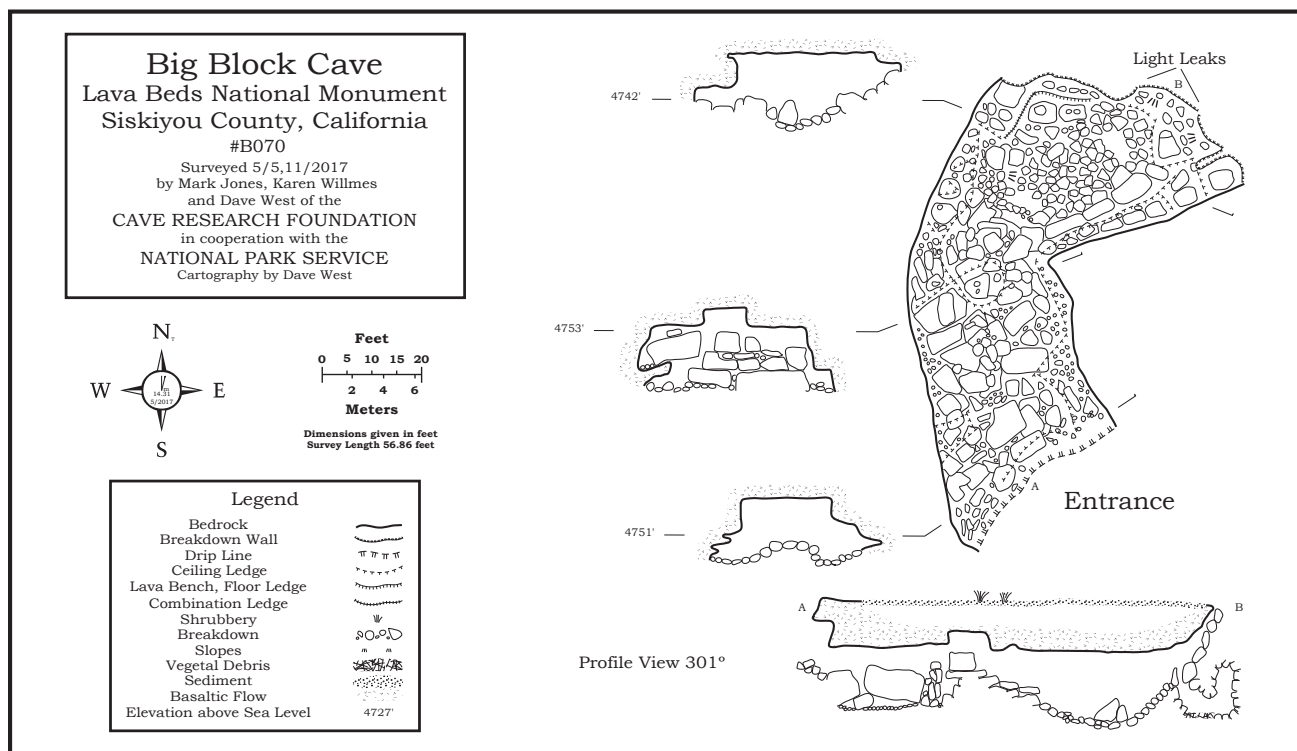 Big Block Cave
Lava Beds National Monument
Siskiyou County, California
#B070
Surveyed 5/5,11/2017
by Mark Jones, Karen Willmes
and Dave West of the
CAVE RESEARCH FOUNDATION
in cooperation with the
NATIONAL PARK SERVICE
Cartography by Dave West
N
W
E
S
14.31
5/2017
Feet
0 5 10 15 20
2 4 6
Meters
Dimensions given in feet
Survey Length 56.86 feet
Legend
Bedrock
Breakdown Wall
Drip Line
Ceiling Ledge
Lava Bench, Floor Ledge
Combination Ledge
Shrubbery
Breakdown
Slopes
Vegetal Debris
Sediment
Basaltic Flow
Elevation above Sea Level 4727'
4742'
4753'
4751'
Light Leaks
B
A
Entrance
A
B
Profile View 301º